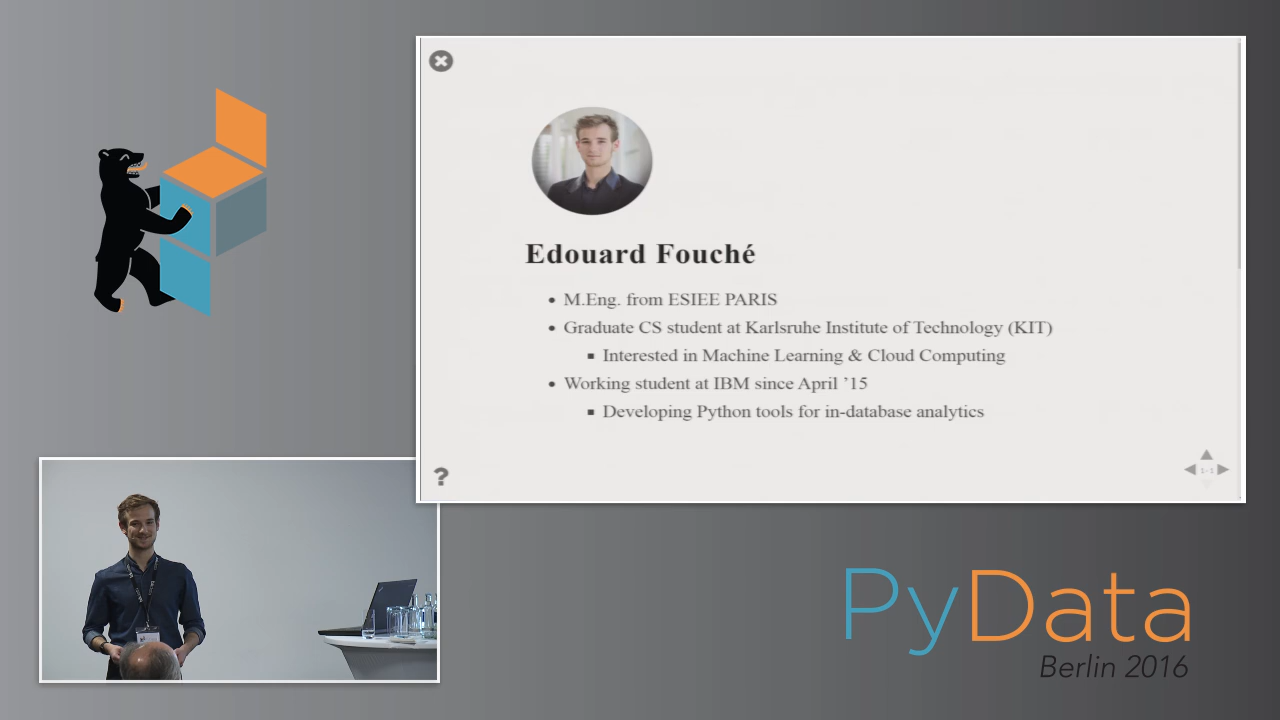 Edouard Fouché
M.Eng. from ESIEE PARIS
Graduate CS student at Karlsruhe Institute of Technology (KIT)
Interested in Machine Learning & Cloud Computing
Working student at IBM since April ’15
Developing Python tools for in-database analytics
?
PyData
Berlin 2016